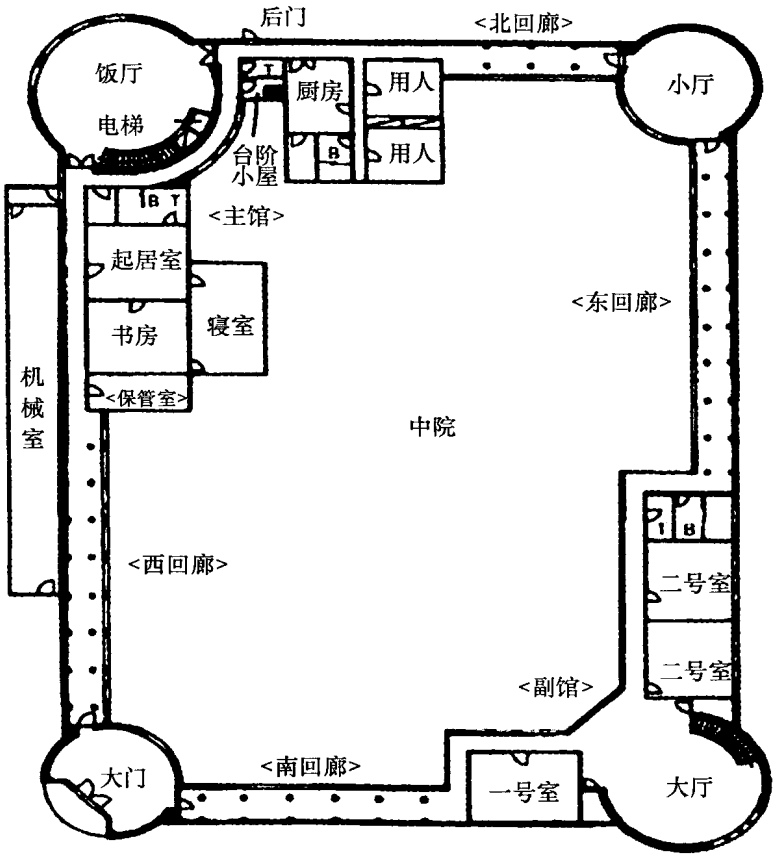 后门
<北回廊>
饭厅
T
厨房
用人
小厅
电梯
台阶
小屋
B
用人
B T
<主馆>
起居室
<东回廊>
书房
寝室
机械室
<保管室>
中院
T B
<西回廊>
二号室
二号室
<副馆>
大门
<南回廊>
一号室
大厅